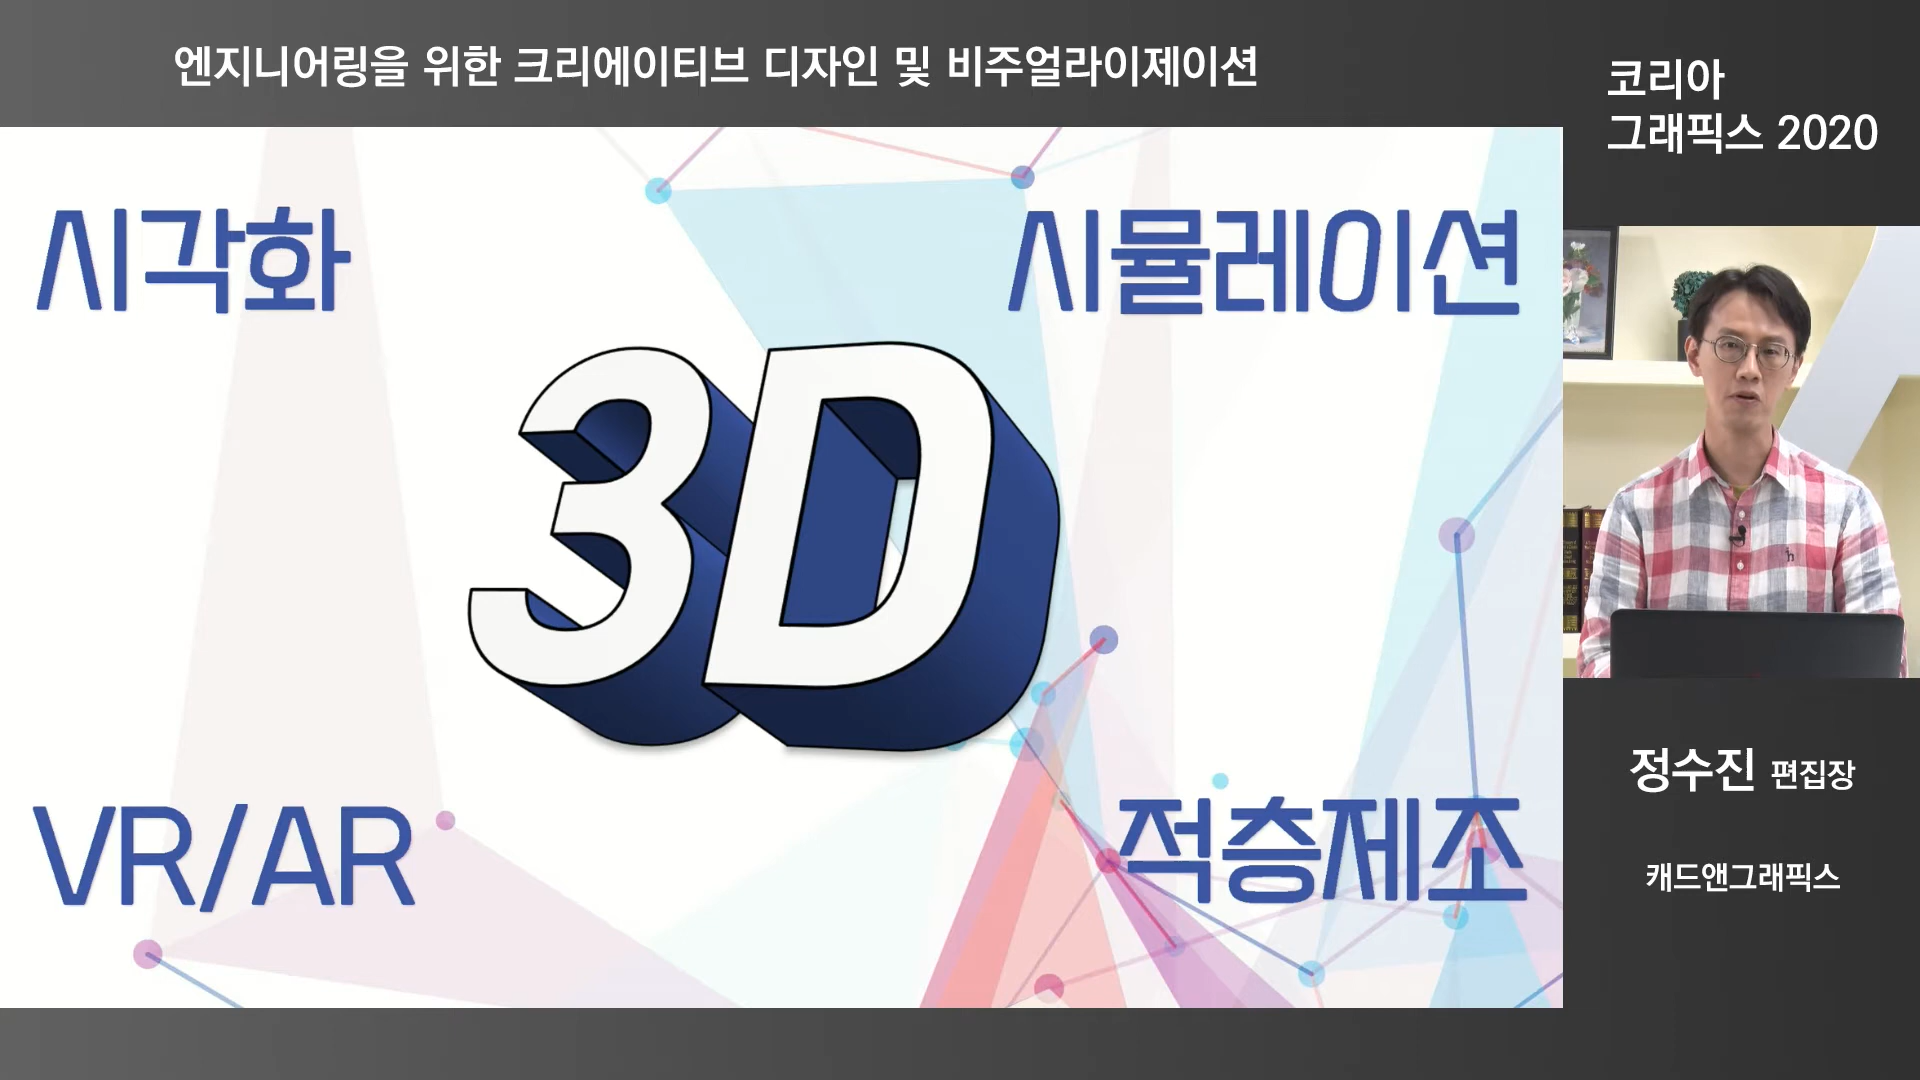 엔지니어링을 위한 크리에이티브 디자인 및 비주얼라이제이션
코리아
그래픽스 2020
시각화
시뮬레이션
3D
VR/AR
적층제조
정수진 편집장
캐드앤그래픽스